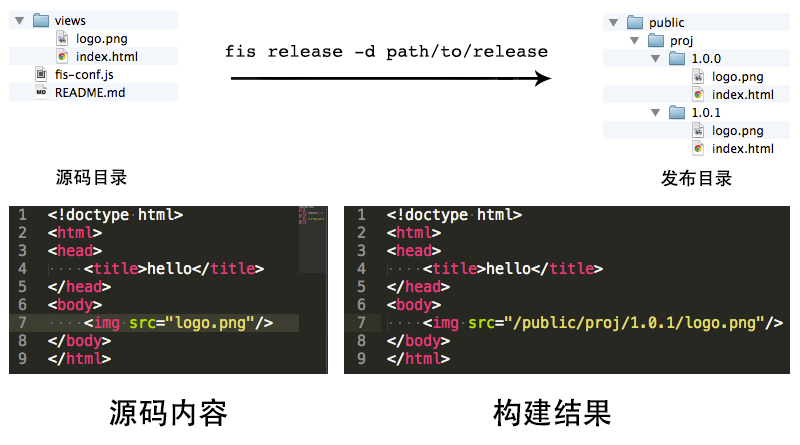 views
logo.png
index.html
fis-conf.js
README.md
源码目录
fis release -d path/to/release
public
proj
1.0.0
logo.png
index.html
1.0.1
logo.png
index.html
发布目录
1 <!doctype html>
2 <html>
3 <head>
4 <title>hello</title>
5 </head>
6 <body>
7 <img src="logo.png"/>
8 </body>
9 </html>
源码内容
1 <!doctype html>
2 <html>
3 <head>
4 <title>hello</title>
5 </head>
6 <body>
7 <img src="/public/proj/1.0.1/logo.png"/>
8 </body>
9 </html>
构建结果